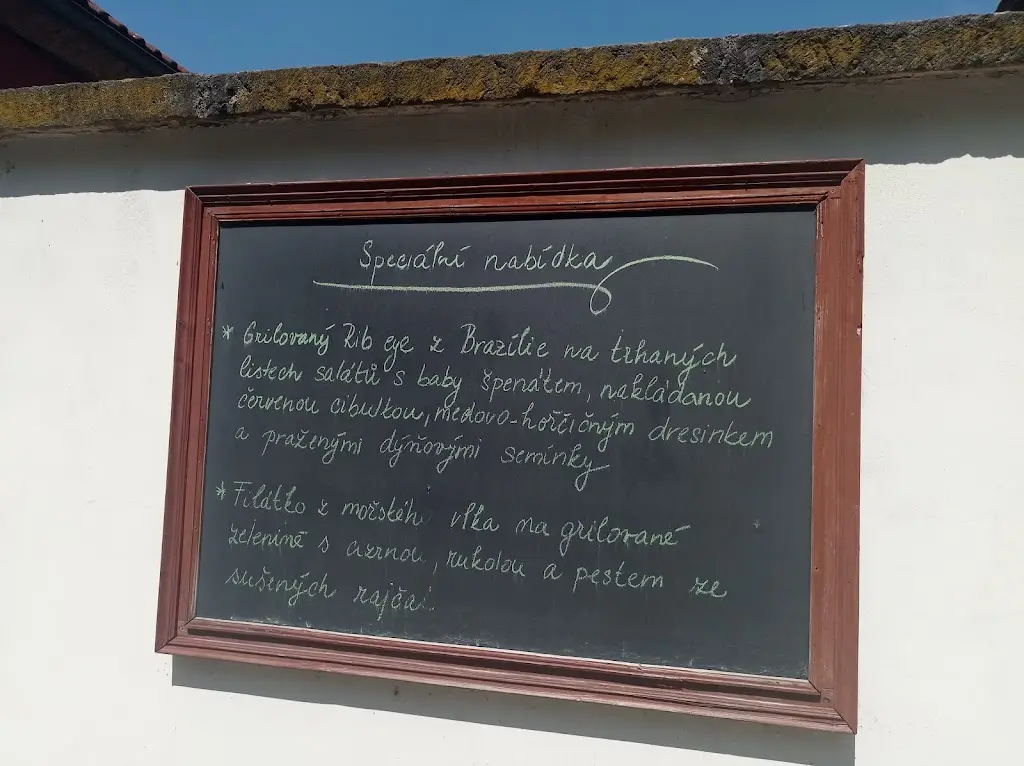 Speciální nabídka
* Grilovaný Rib eye z Brazílie na trhaných
listech salátů s baby špenátem, nakládanou
červenou cibulkou, medovo-hořčičným dresinkem
a praženými dýňovými semínky
* Filátko z mořského vlka na grilované
zelenině s cizrnou, rukolou a pestem ze
sušených rajčat.